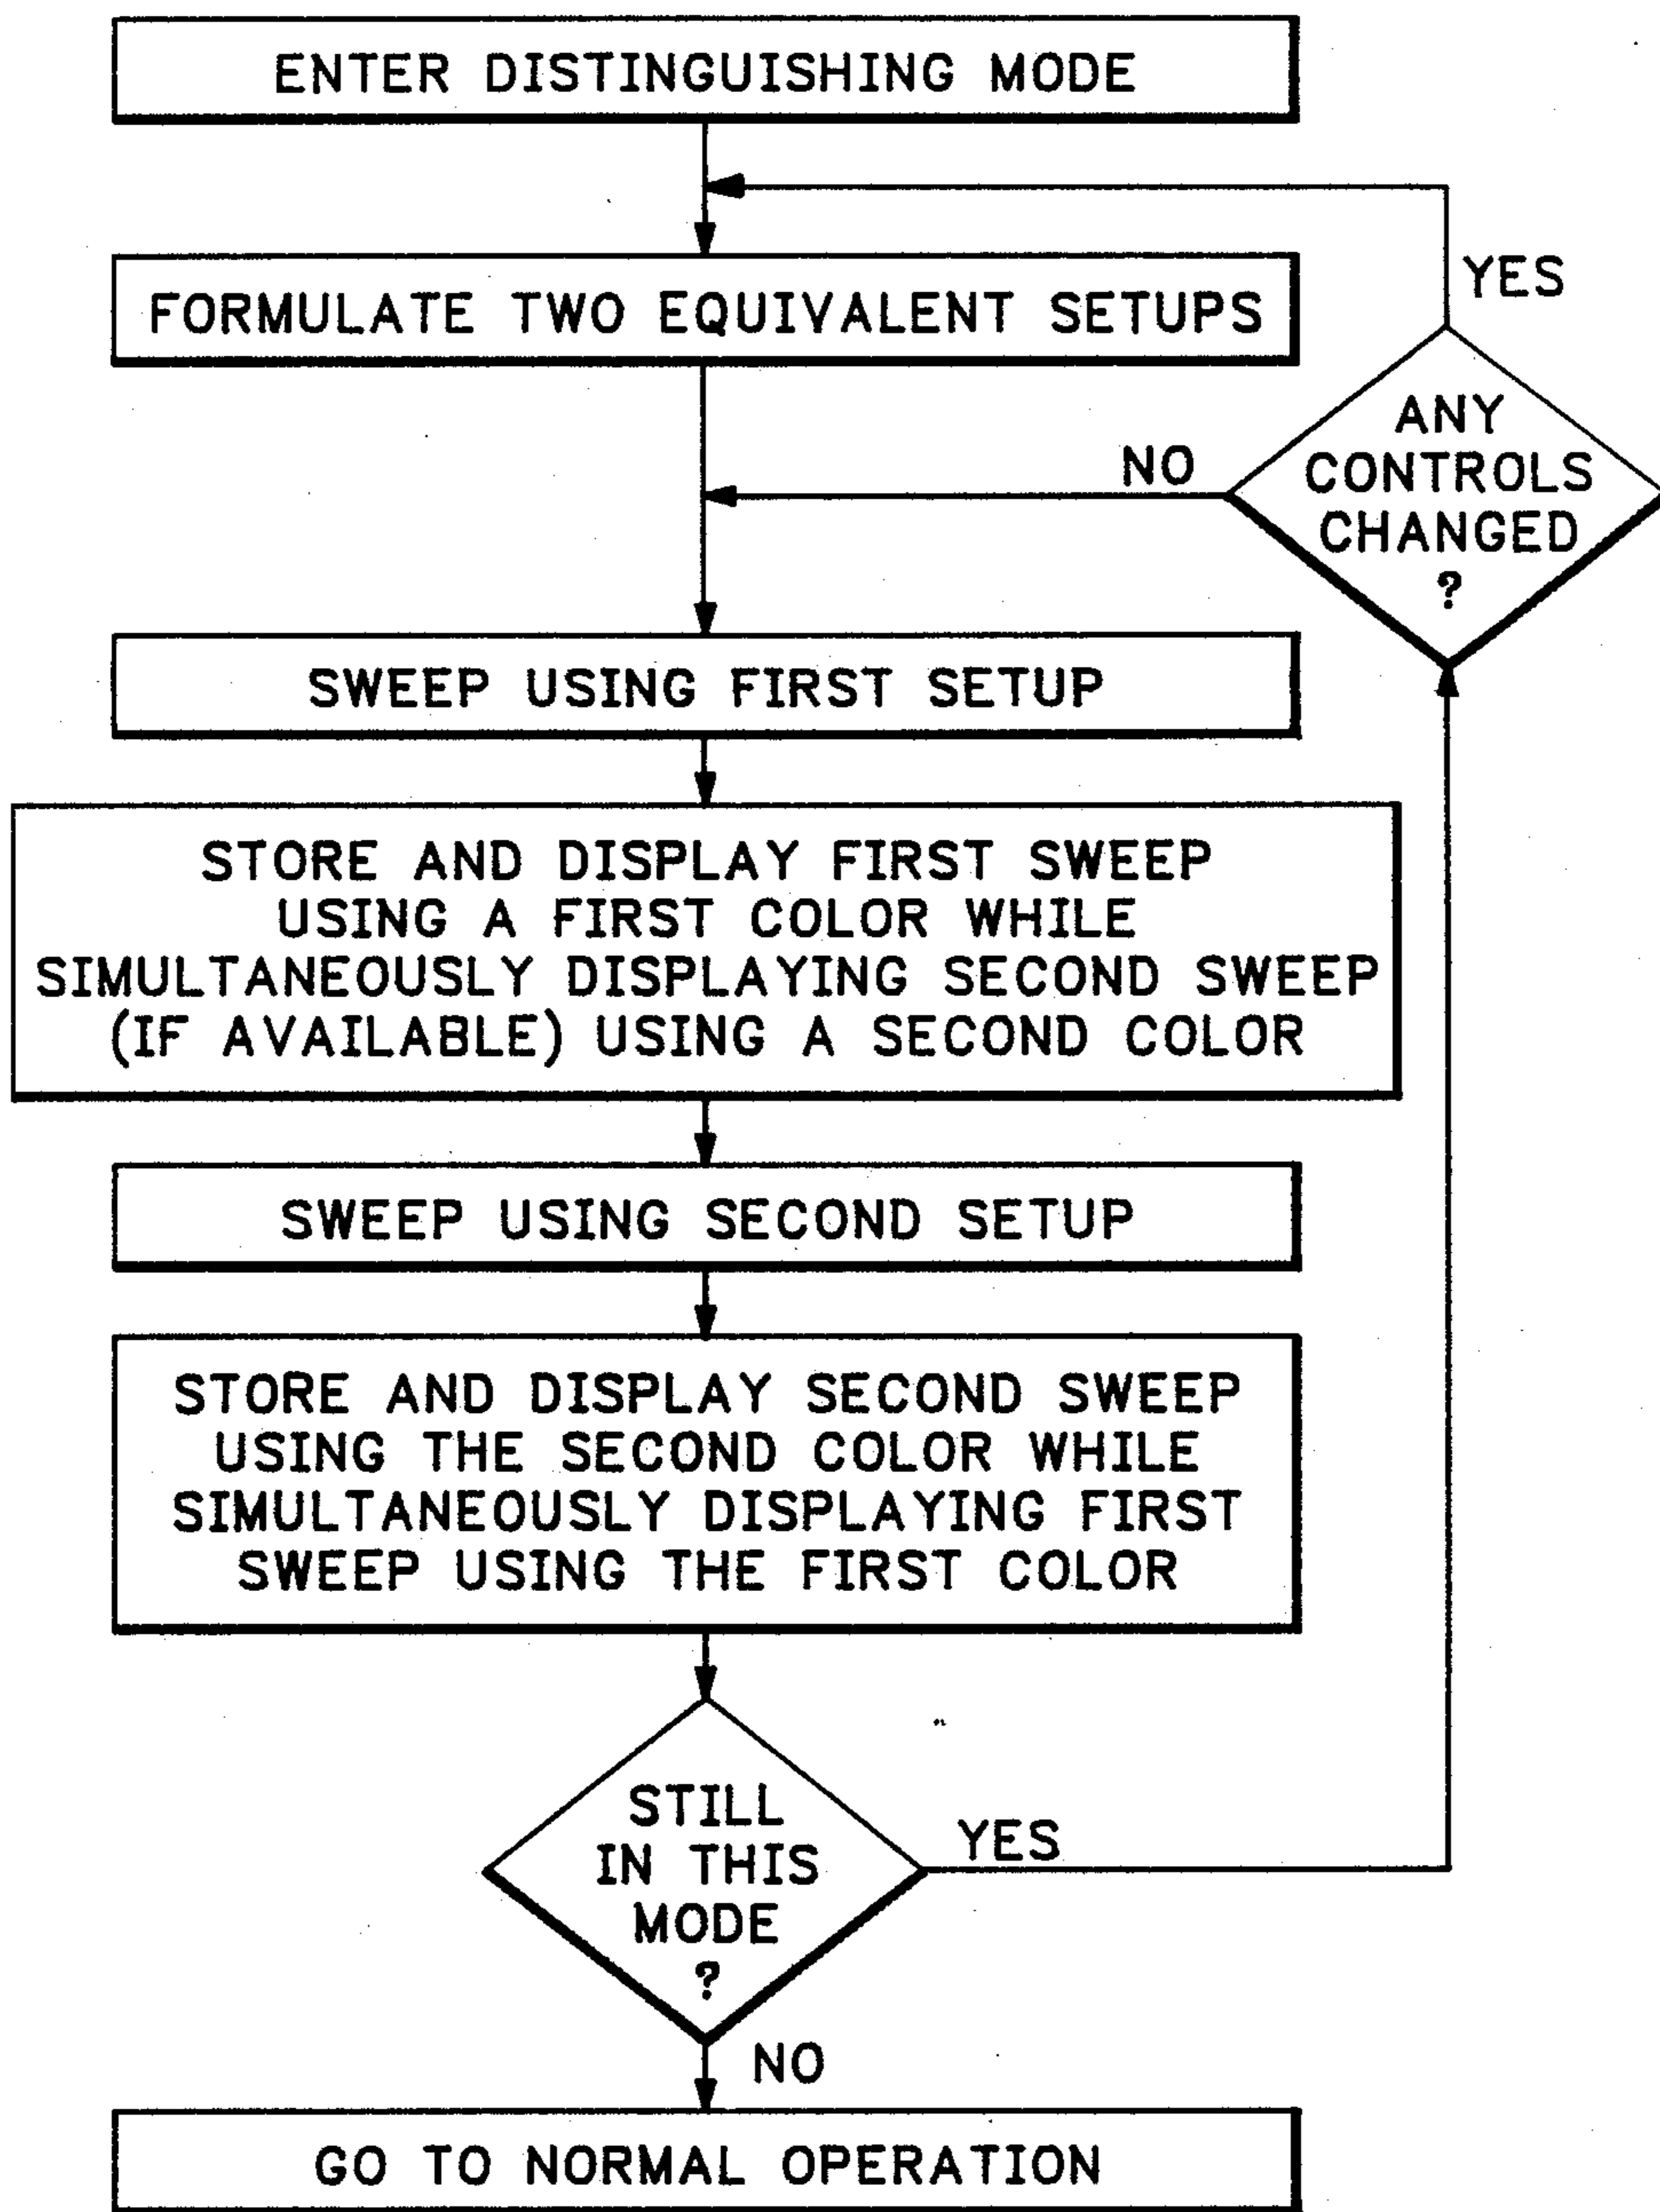 ENTER DISTINGUISHING MODE
FORMULATE TWO EQUIVALENT SETUPS
YES
ANY
CONTROLS
CHANGED
?
NO
SWEEP USING FIRST SETUP
STORE AND DISPLAY FIRST SWEEP
USING A FIRST COLOR WHILE
SIMULTANEOUSLY DISPLAYING SECOND SWEEP
(IF AVAILABLE) USING A SECOND COLOR
SWEEP USING SECOND SETUP
STORE AND DISPLAY SECOND SWEEP
USING THE SECOND COLOR WHILE
SIMULTANEOUSLY DISPLAYING FIRST
SWEEP USING THE FIRST COLOR
STILL
IN THIS
MODE
?
YES
NO
GO TO NORMAL OPERATION